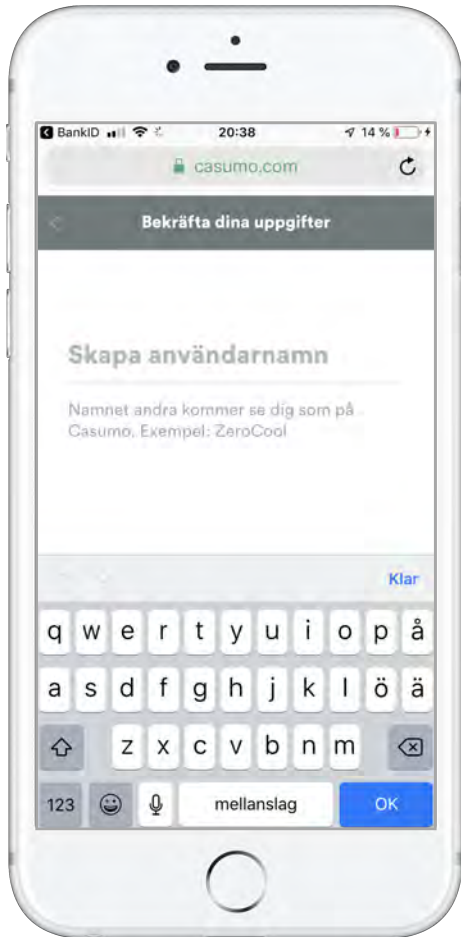 BankID 20:38 14 %
casumo.com
Bekräfta dina uppgifter
Skapa användarnamn
Namnet andra kommer se dig som på
Casumo. Exempel: ZeroCool
Klar
q w e r t y u i o p å
a s d f g h j k l ö ä
z x c v b n m
123 mellanslag OK